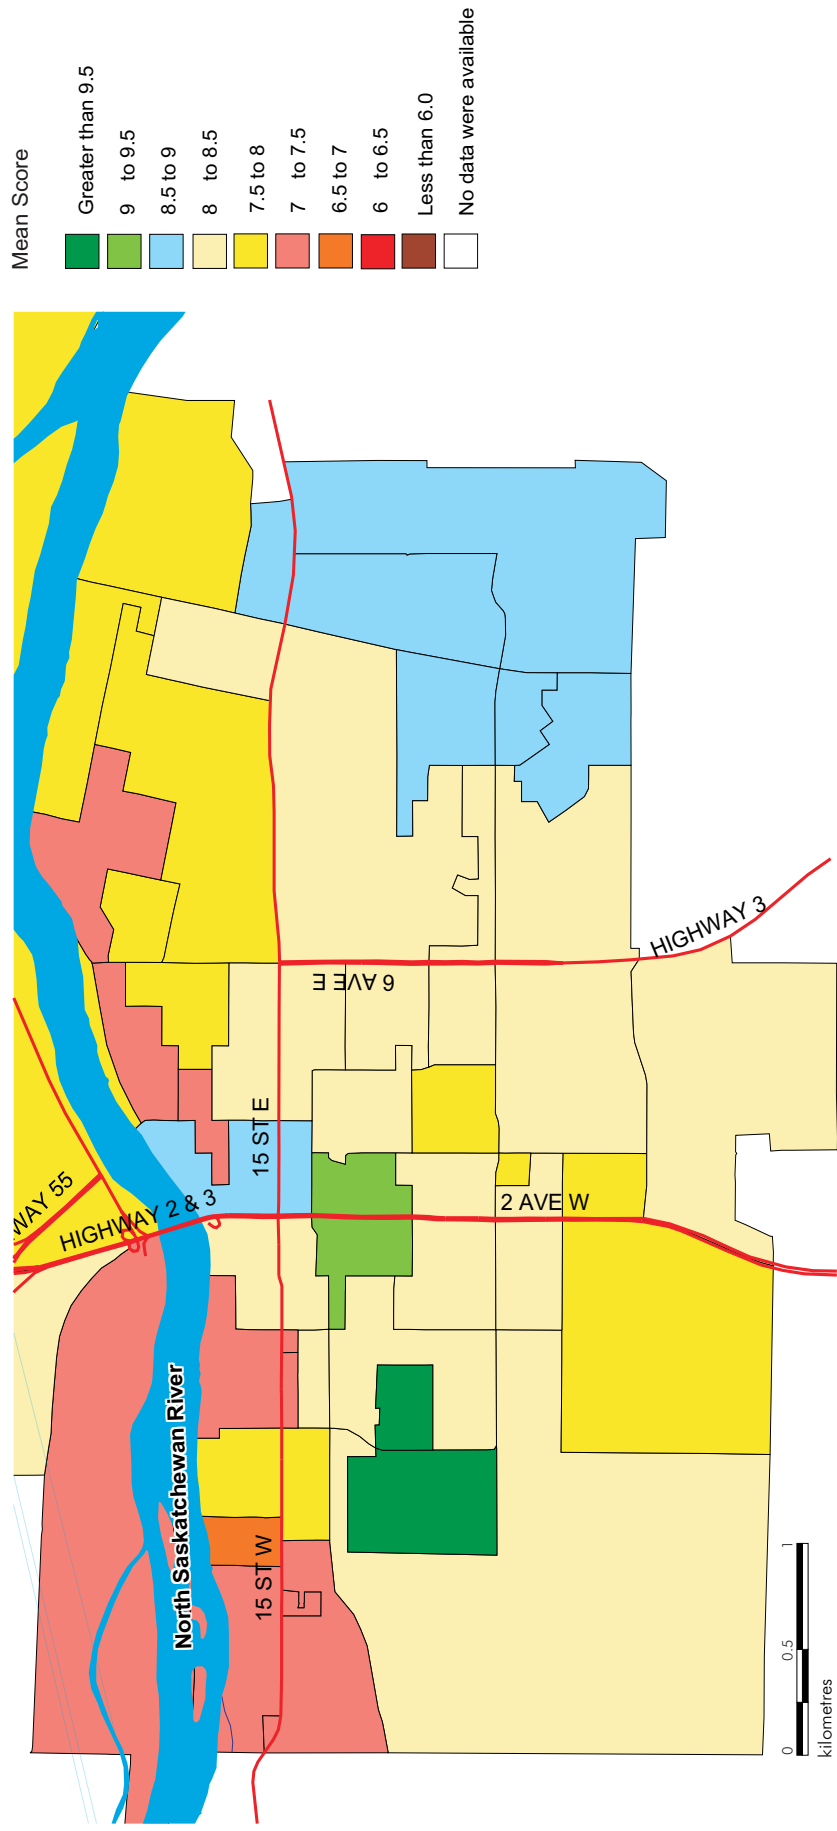 Mean Score
Greater than 9.5
9 to 9.5
8.5 to 9
8 to 8.5
7.5 to 8
7 to 7.5
6.5 to 7
6 to 6.5
Less than 6.0
No data were available
WAY 55
HIGHWAY 2 & 3
North Saskatchewan River
15 ST E
15 ST W
6 AVE E
2 AVE W
HIGHWAY 3
0 0.5 1
kilometres